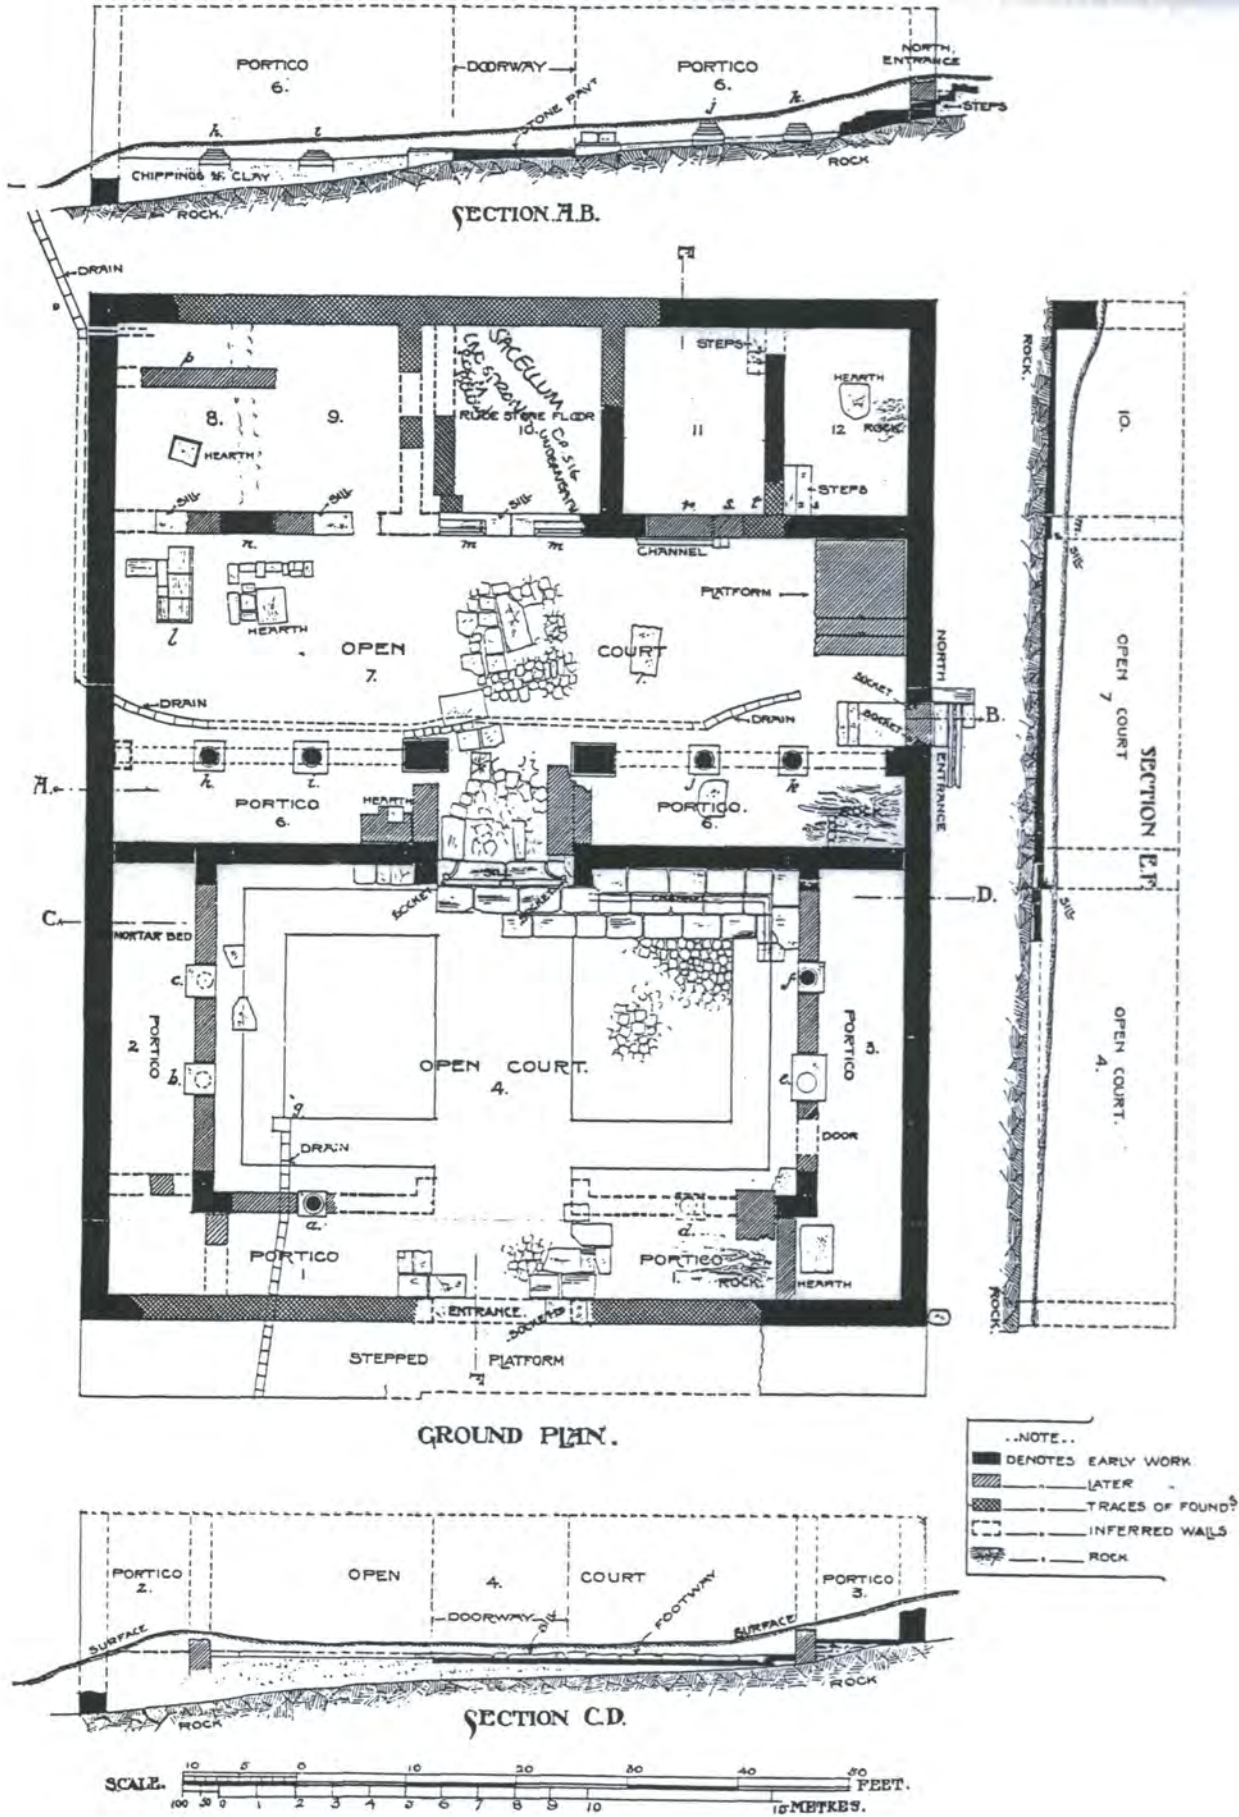 PORTICO
6.
DOORWAY
PORTICO
6.
NORTH
ENTRANCE
STEPS
STONE PAVT
h.
i.
j
k.
CHIPPINGS & CLAY
ROCK.
ROCK
SECTION.A.B.
DRAIN
p
8.
9.
HEARTH
SACELLUM
RUDE STONE FLOOR
10.
11
STEPS
HEARTH
12
ROCK
STEPS
SILL
SILL
SILL
n.
m
m
r.
s.
t
CHANNEL
l
HEARTH
OPEN
7.
COURT
7.
PLATFORM
NORTH
ENTRANCE
SOCKET
SOCKET
B.
DRAIN
DRAIN
h.
i.
j
k
A.
PORTICO
6.
HEARTH
PORTICO.
6.
ROCK
SOCKET
SOCKET
CHANNEL
C.
D.
MORTAR BED
c.
f
PORTICO
2
b.
OPEN COURT.
4.
e.
PORTICO
3.
g.
DRAIN
DOOR
a.
d.
PORTICO
1
PORTICO
1.
ROCK.
HEARTH
ENTRANCE.
SOCKETS
STEPPED PLATFORM
GROUND PLAN.
ROCK.
10.
m.
SILL
OPEN COURT
7
SECTION E.F.
SILL
OPEN COURT.
4.
ROCK.
..NOTE..
DENOTES EARLY WORK
" LATER "
" TRACES OF FOUNDS
" INFERRED WALLS
" ROCK
PORTICO
2.
OPEN 4. COURT
PORTICO
3.
DOORWAY
SILL
FOOTWAY
SURFACE
SURFACE
ROCK
ROCK
SECTION C.D.
SCALE.
10 5 0 10 20 30 40 50 FEET.
100 50 0 1 2 3 4 5 6 7 8 9 10 15 METRES.